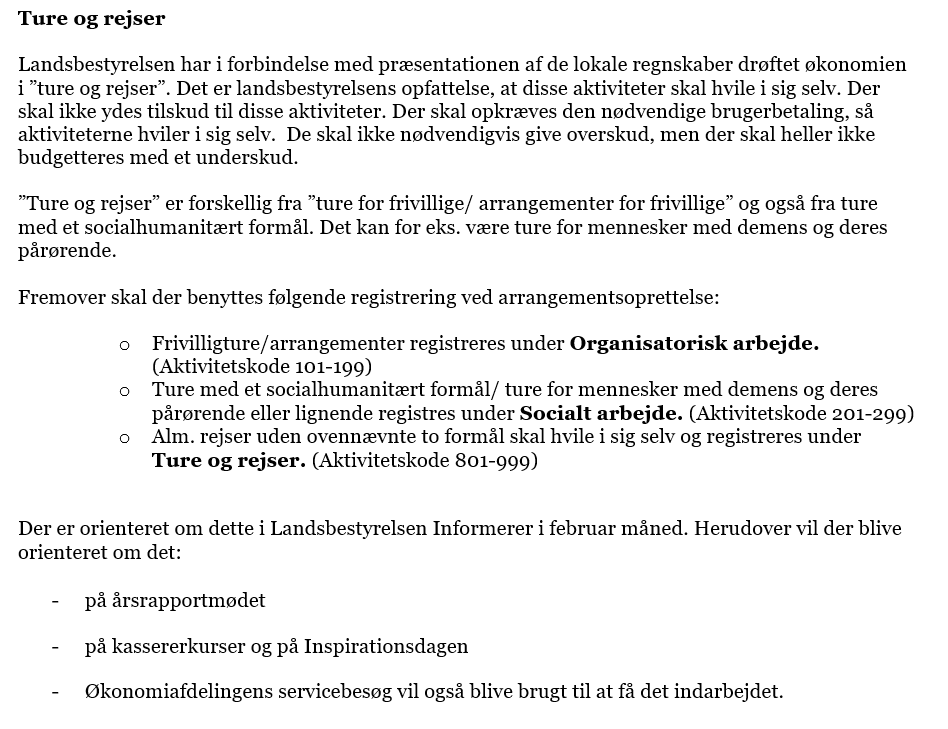 Ture og rejser
Landsbestyrelsen har i forbindelse med præsentationen af de lokale regnskaber drøftet økonomien
i ”ture og rejser”. Det er landsbestyrelsens opfattelse, at disse aktiviteter skal hvile i sig selv. Der
skal ikke ydes tilskud til disse aktiviteter. Der skal opkræves den nødvendige brugerbetaling, så
aktiviteterne hviler i sig selv.  De skal ikke nødvendigvis give overskud, men der skal heller ikke
budgetteres med et underskud.
”Ture og rejser” er forskellig fra ”ture for frivillige/ arrangementer for frivillige” og også fra ture
med et socialhumanitært formål. Det kan for eks. være ture for mennesker med demens og deres
pårørende.
Fremover skal der benyttes følgende registrering ved arrangementsoprettelse:
o Frivilligture/arrangementer registreres under Organisatorisk arbejde.
(Aktivitetskode 101-199)
o Ture med et socialhumanitært formål/ ture for mennesker med demens og deres
pårørende eller lignende registres under Socialt arbejde. (Aktivitetskode 201-299)
o Alm. rejser uden ovennævnte to formål skal hvile i sig selv og registreres under
Ture og rejser. (Aktivitetskode 801-999)
Der er orienteret om dette i Landsbestyrelsen Informerer i februar måned. Herudover vil der blive
orienteret om det:
- på årsrapportmødet
- på kassererkurser og på Inspirationsdagen
- Økonomiafdelingens servicebesøg vil også blive brugt til at få det indarbejdet.